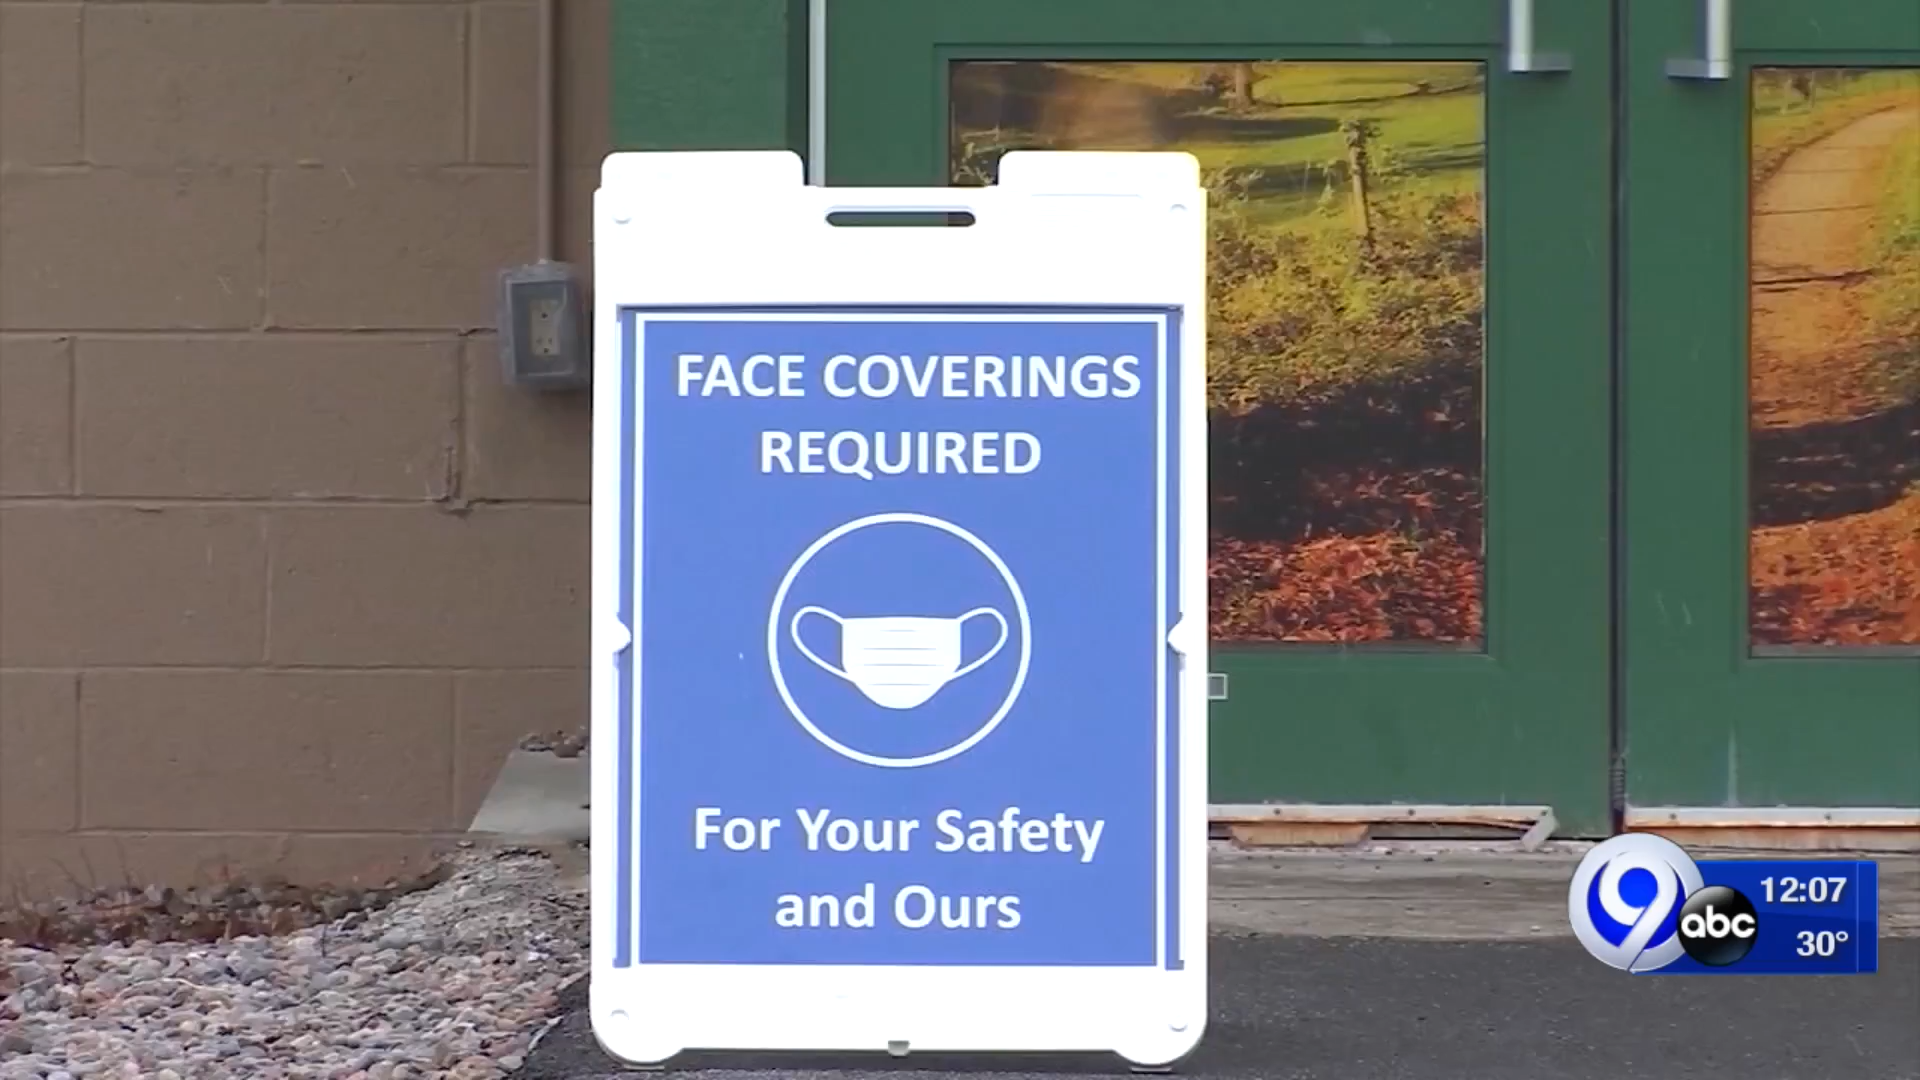 FACE COVERINGS
REQUIRED
For Your Safety
and Ours
9
abc
12:07
30°